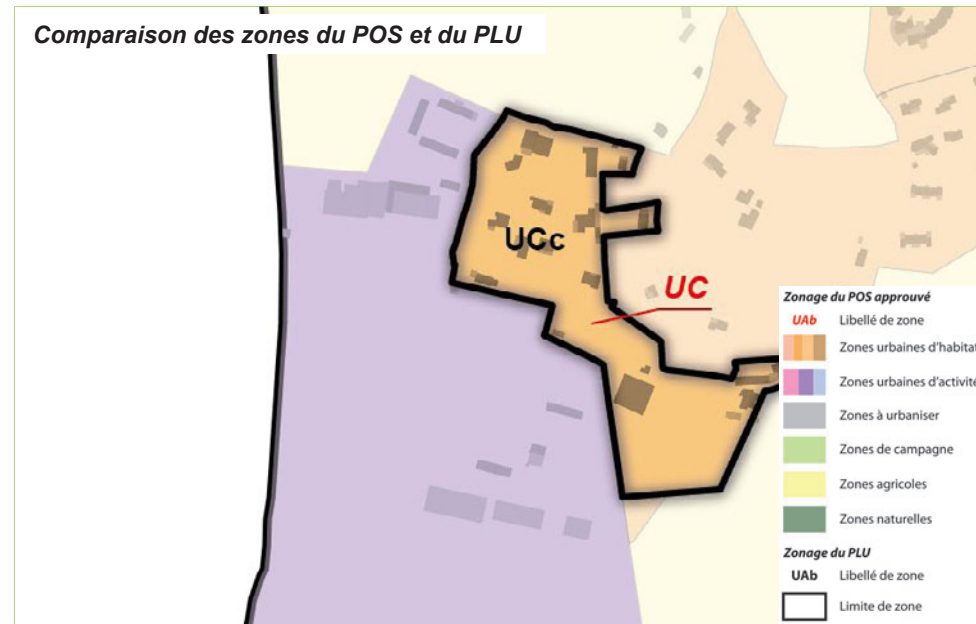 Comparaison des zones du POS et du PLU
UCc
UC
Zonage du POS approuvé
UAb Libellé de zone
Zones urbaines d'habitat
Zones urbaines d'activité
Zones à urbaniser
Zones de campagne
Zones agricoles
Zones naturelles
Zonage du PLU
UAb Libellé de zone
Limite de zone